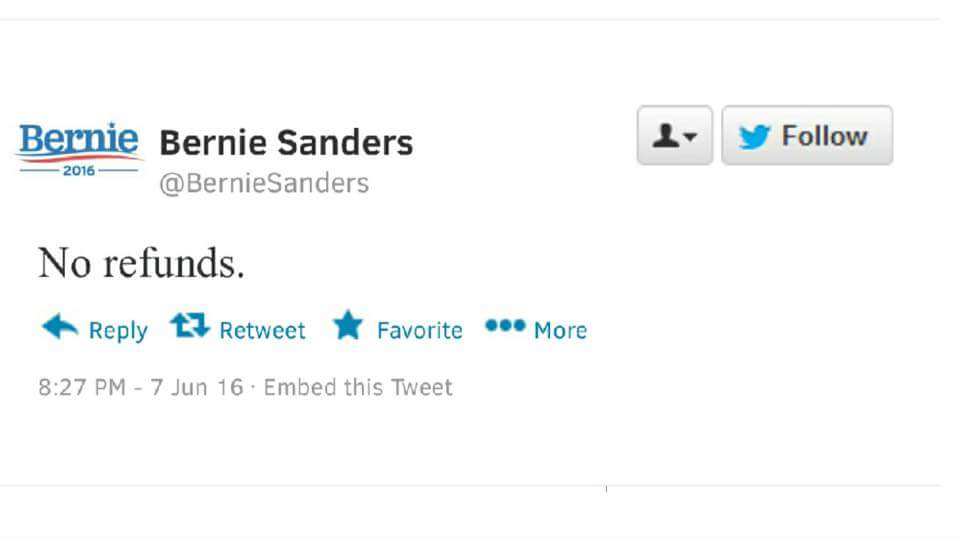 Bernie
2016
Bernie Sanders
@BernieSanders
Follow
No refunds.
Reply Retweet Favorite More
8:27 PM - 7 Jun 16 · Embed this Tweet